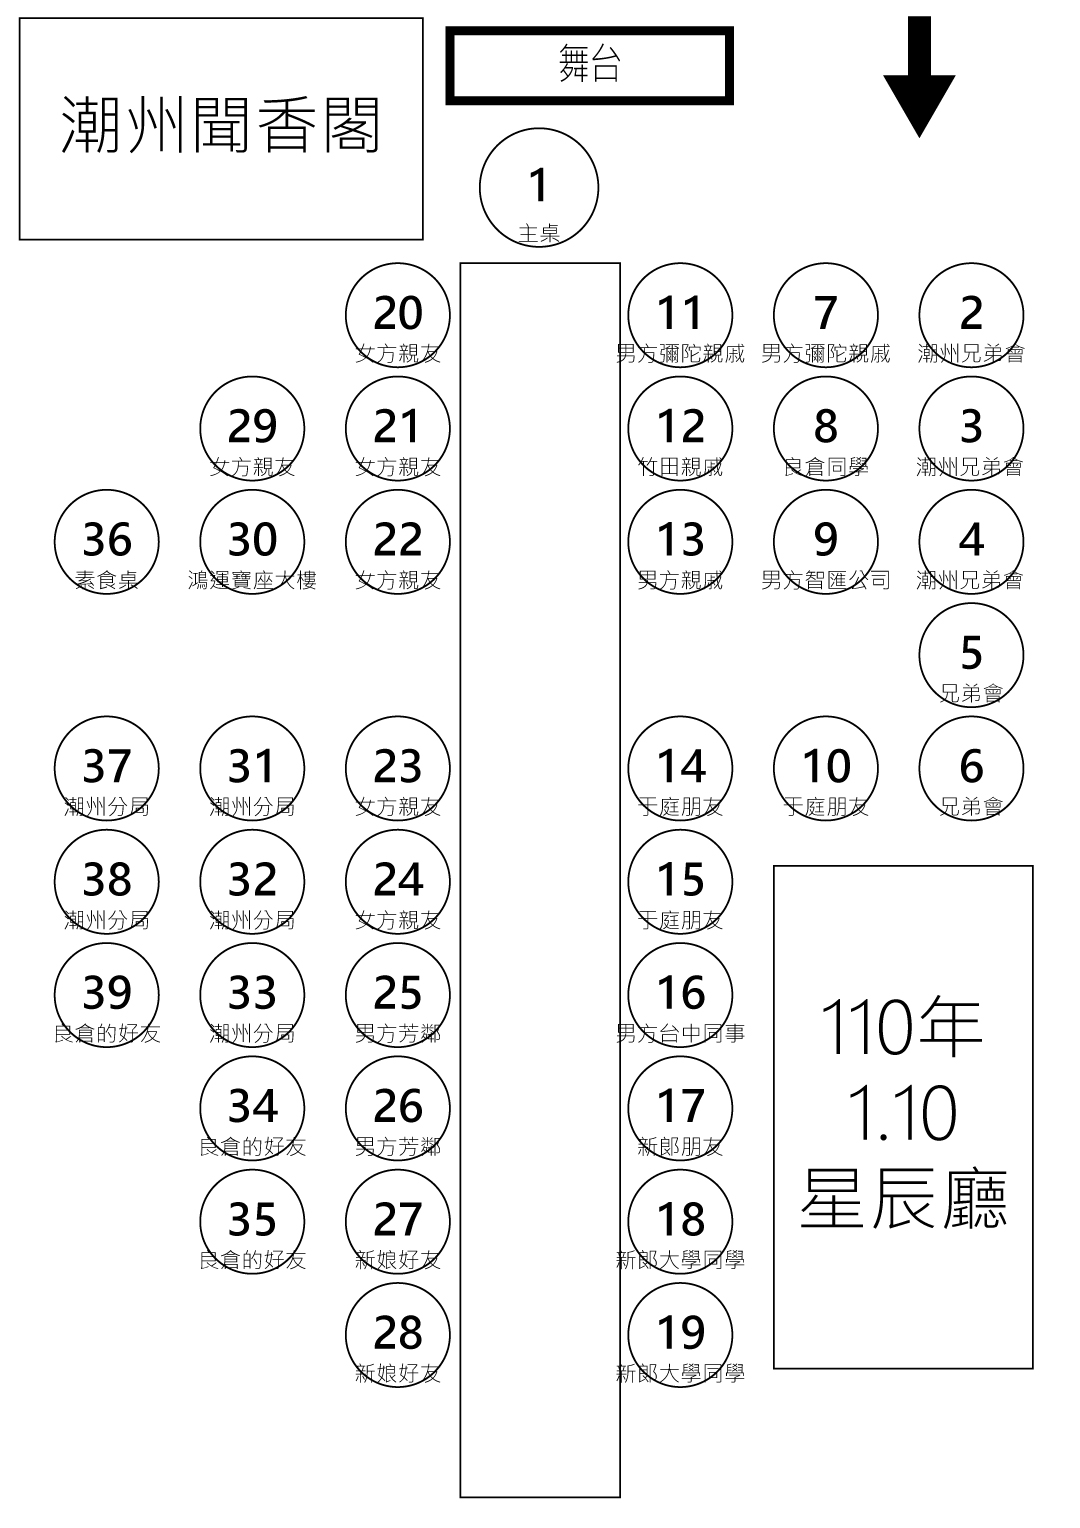 潮州聞香閣
舞台
1
主桌
20
女方親友
11
男方彌陀親戚
7
男方彌陀親戚
2
潮州兄弟會
29
女方親友
21
女方親友
12
竹田親戚
8
良倉同學
3
潮州兄弟會
36
素食桌
30
鴻運寶座大樓
22
女方親友
13
男方親戚
9
男方智匯公司
4
潮州兄弟會
5
兄弟會
37
潮州分局
31
潮州分局
23
女方親友
14
于庭朋友
10
于庭朋友
6
兄弟會
38
潮州分局
32
潮州分局
24
女方親友
15
于庭朋友
39
良倉的好友
33
潮州分局
25
男方芳鄰
16
男方台中同事
34
良倉的好友
26
男方芳鄰
17
新郎朋友
35
良倉的好友
27
新娘好友
18
新郎大學同學
28
新娘好友
19
新郎大學同學
110年
1.10
星辰廳